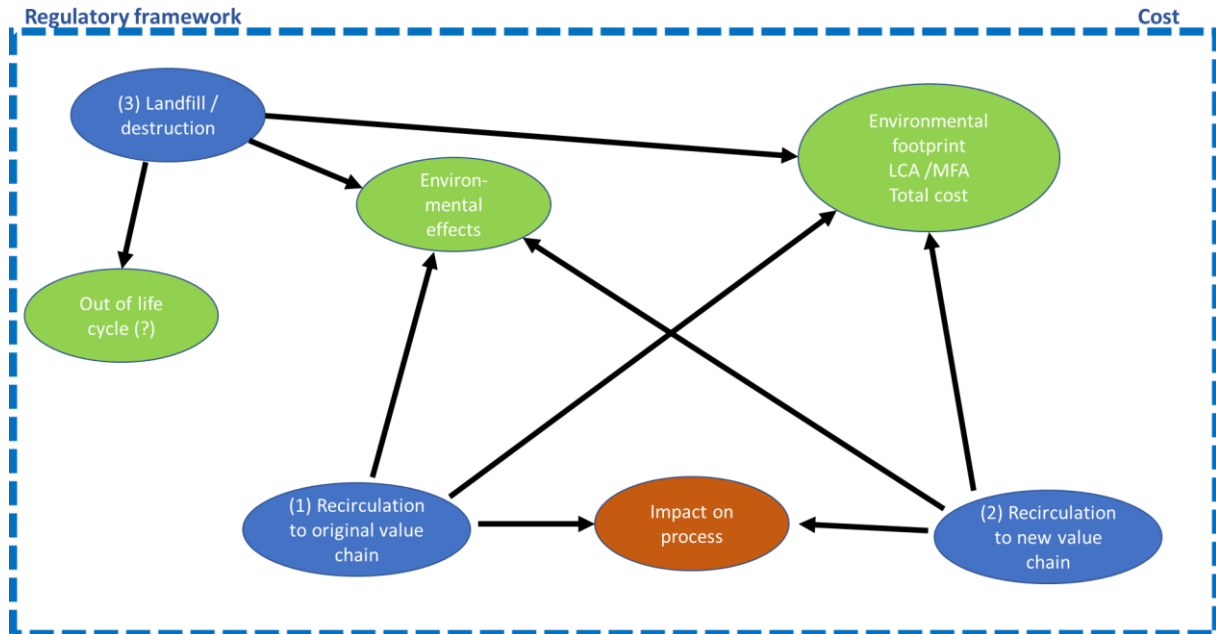 Regulatory framework
Cost
(3) Landfill /
destruction
Environmental
footprint
LCA /MFA
Total cost
Environ-
mental
effects
Out of life
cycle (?)
(1) Recirculation
to original value
chain
Impact on
process
(2) Recirculation
to new value
chain